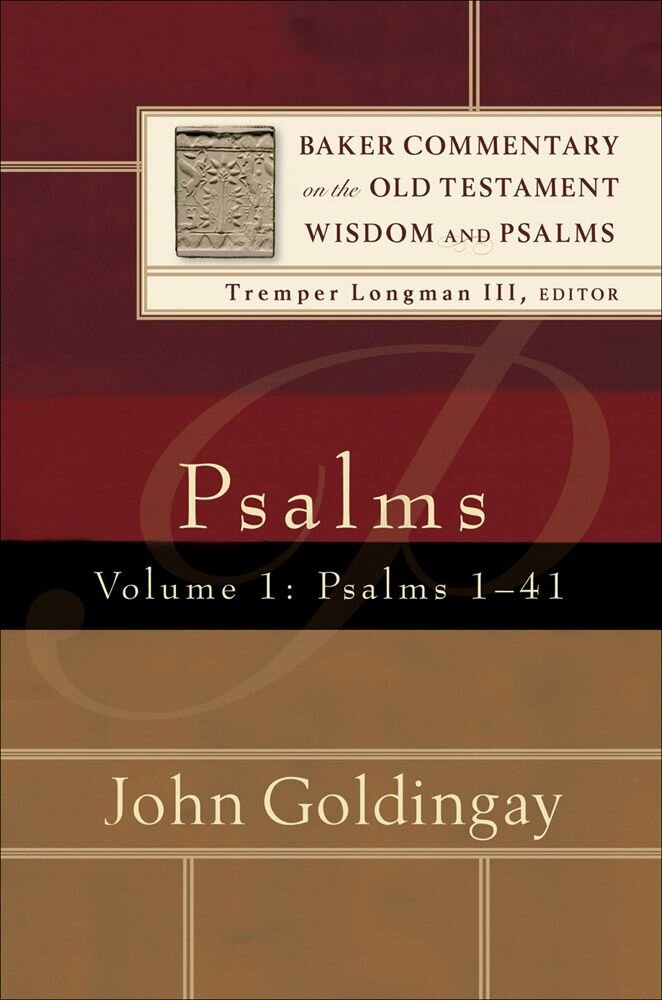 BAKER COMMENTARY
on the OLD TESTAMENT
WISDOM AND PSALMS
Tremper Longman III, EDITOR
Psalms
Volume 1: Psalms 1–41
John Goldingay